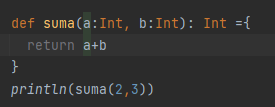 def suma(a:Int, b:Int): Int ={
  return a+b
}
println(suma(2,3))